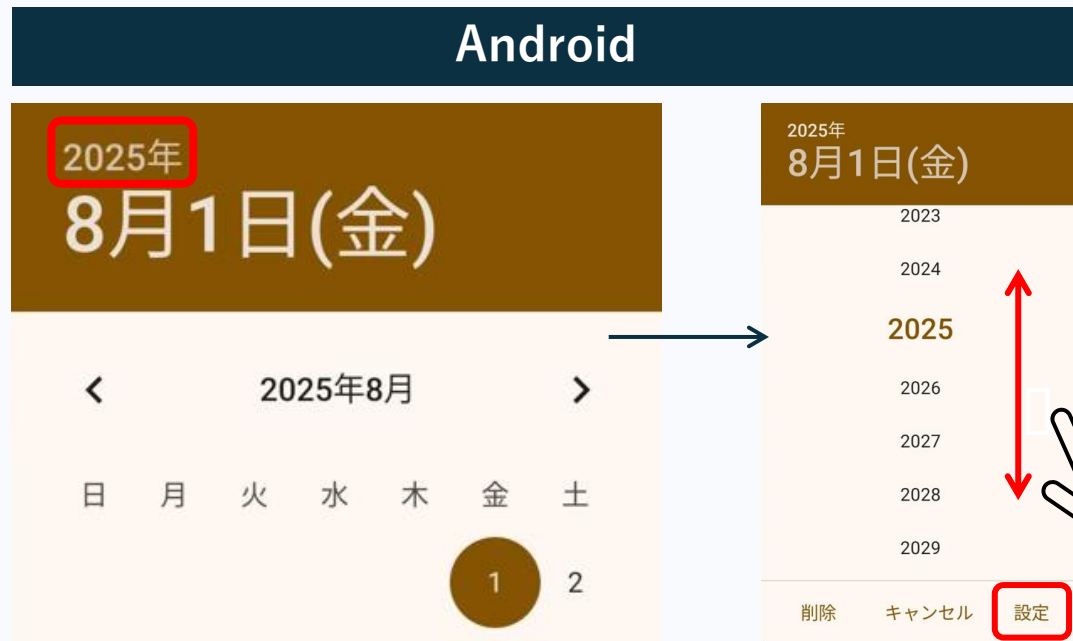 Android
2025年
8月1日(金)
2025年8月
日 月 火 水 木 金 土
1 2
2025年
8月1日(金)
2023
2024
2025
2026
2027
2028
2029
削除 キャンセル 設定